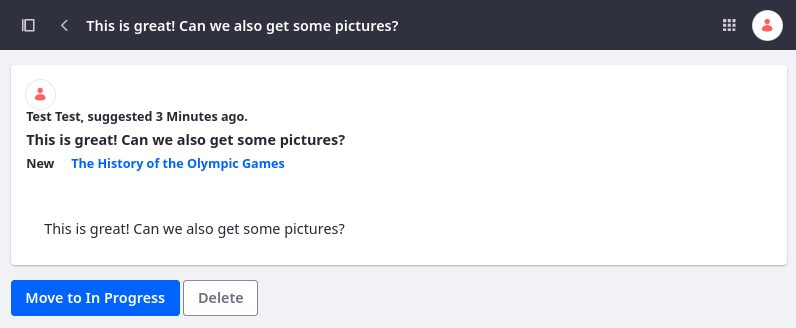 This is great! Can we also get some pictures?
Test Test, suggested 3 Minutes ago.
This is great! Can we also get some pictures?
New The History of the Olympic Games
This is great! Can we also get some pictures?
Move to In Progress Delete